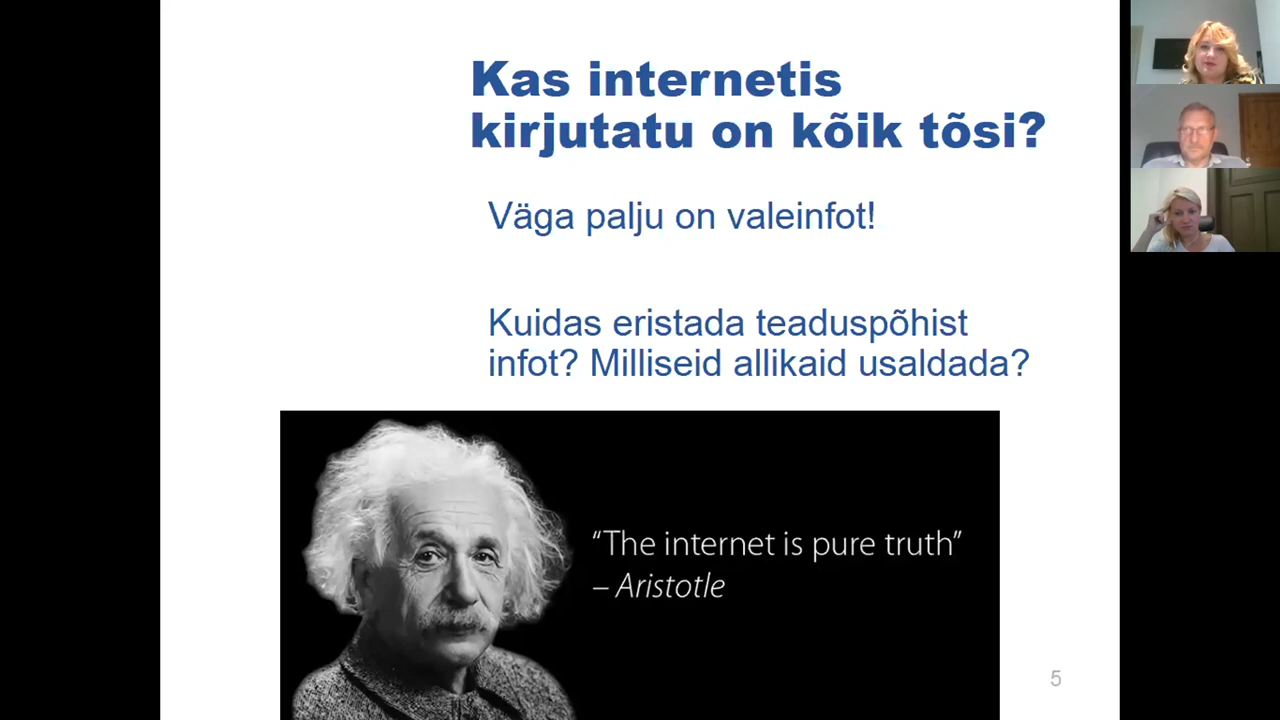 Kas internetis
kirjutatu on kõik tõsi?
Väga palju on valeinfot!
Kuidas eristada teaduspõhist
infot? Milliseid allikaid usaldada?
“The internet is pure truth”
– Aristotle
5